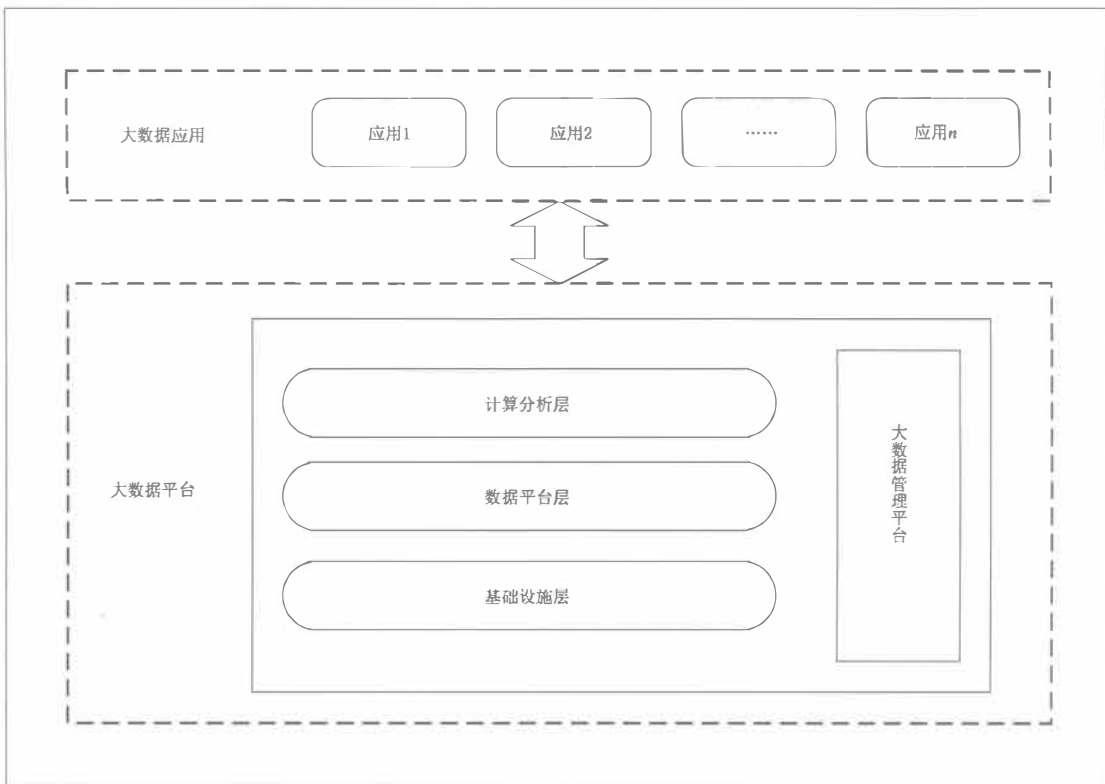 大数据应用
应用1
应用2
……
应用n
计算分析层
大数据管理平台
大数据平台
数据平台层
基础设施层